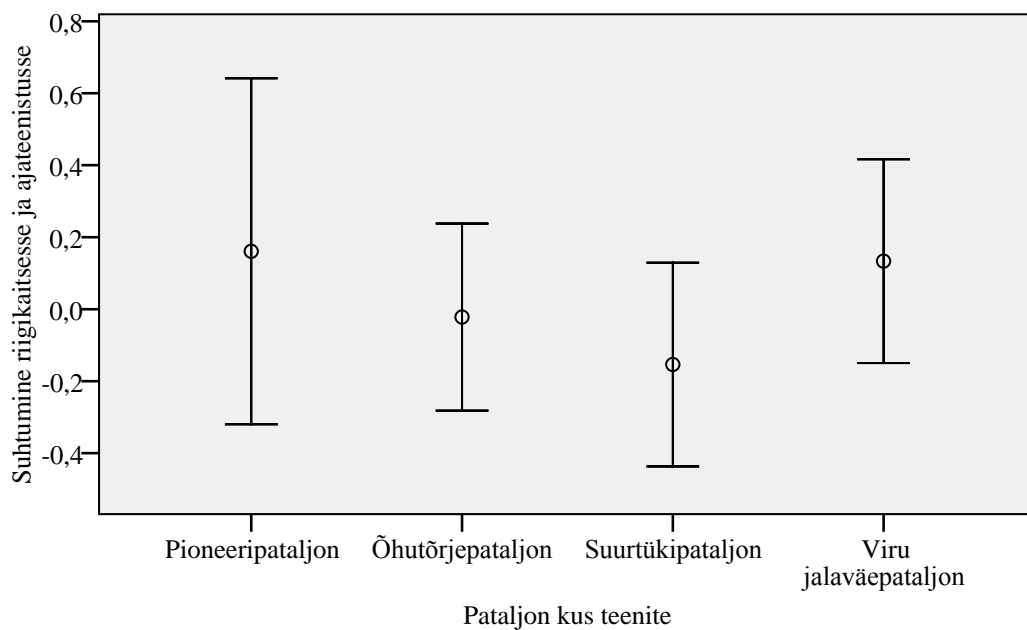 Suhtumine riigikaitsesse ja ajateenistusse
0,8
0,6
0,4
0,2
0,0
-0,2
-0,4
Pioneeripataljon
Õhutõrjepataljon
Suurtükipataljon
Viru
jalaväepataljon
Pataljon kus teenite